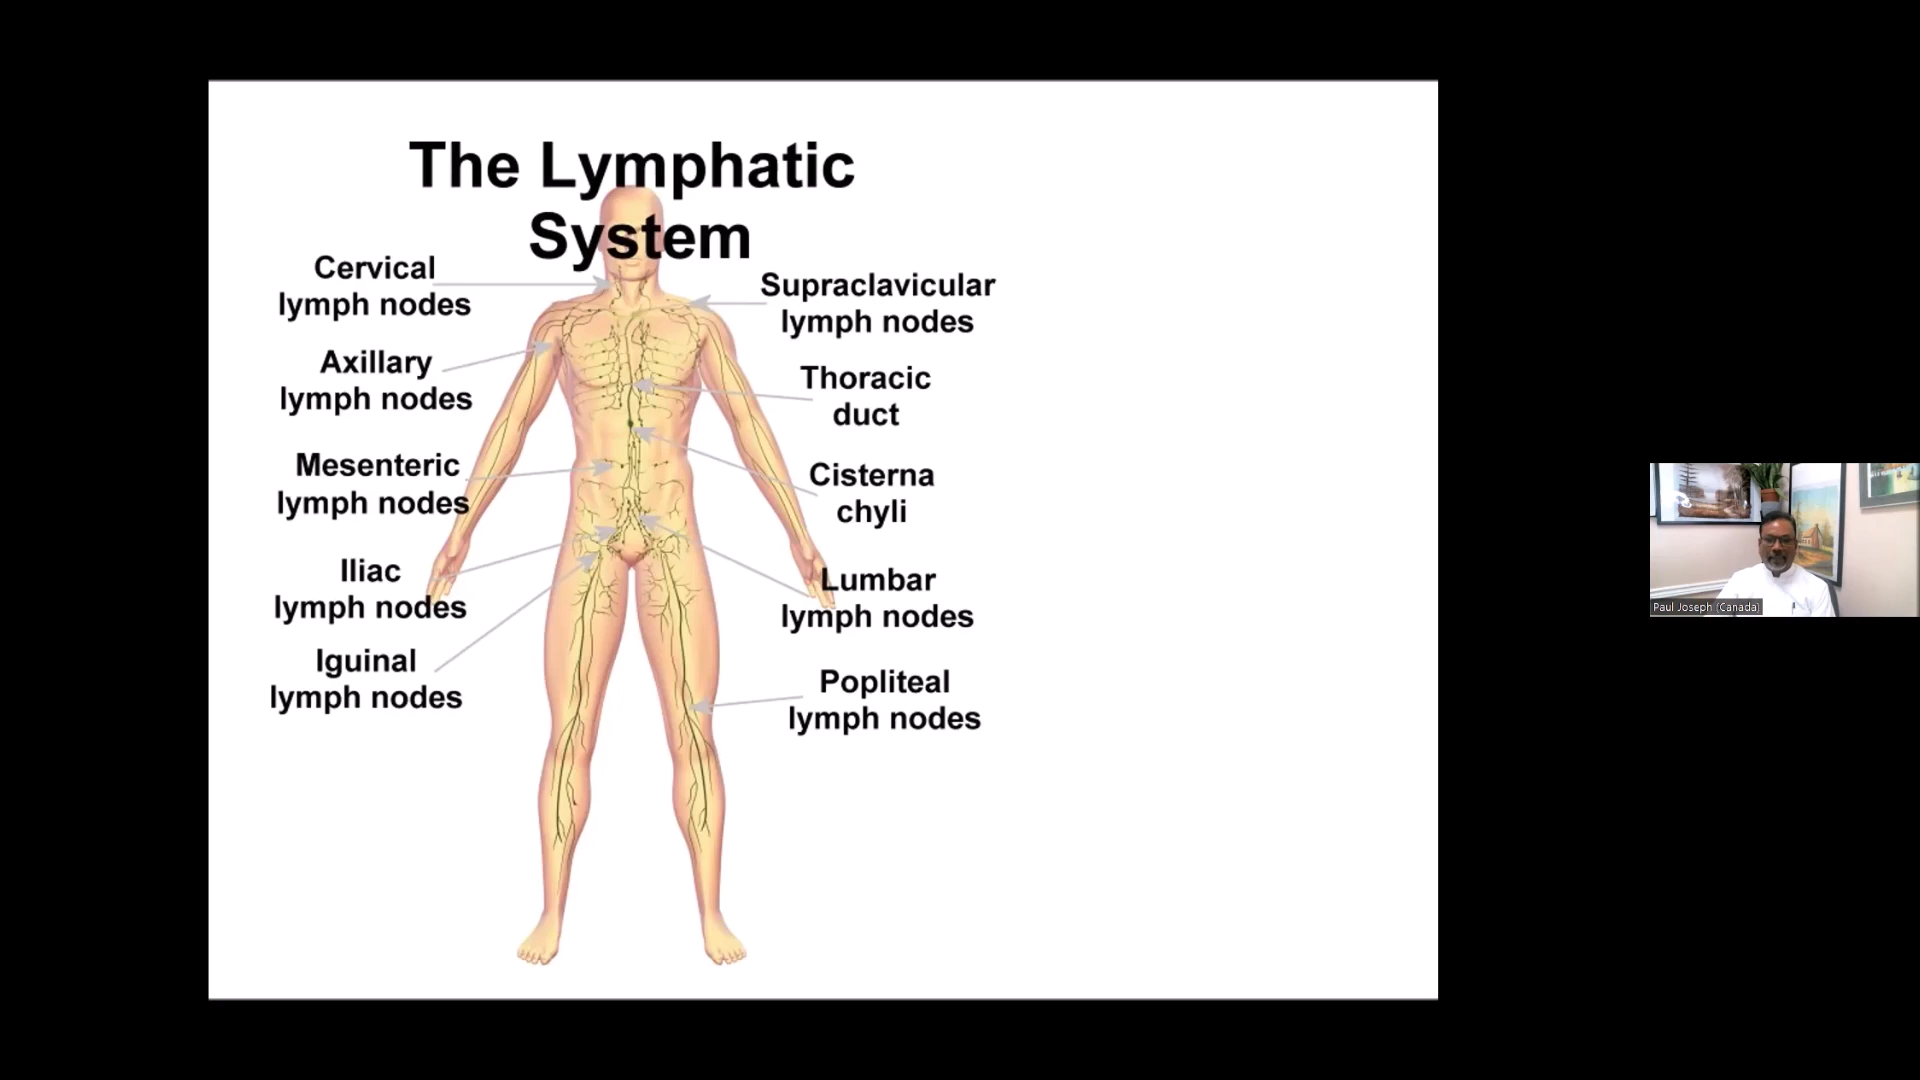 The Lymphatic
System
Cervical
lymph nodes
Axillary
lymph nodes
Mesenteric
lymph nodes
Iliac
lymph nodes
Iguinal
lymph nodes
Supraclavicular
lymph nodes
Thoracic
duct
Cisterna
chyli
Lumbar
lymph nodes
Popliteal
lymph nodes
Paul Joseph (Canada)